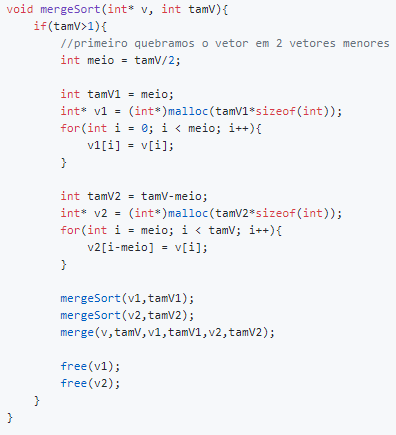 void mergeSort(int* v, int tamV){
    if(tamV>1){
        //primeiro quebramos o vetor em 2 vetores menores
        int meio = tamV/2;

        int tamV1 = meio;
        int* v1 = (int*)malloc(tamV1*sizeof(int));
        for(int i = 0; i < meio; i++){
            v1[i] = v[i];
        }

        int tamV2 = tamV-meio;
        int* v2 = (int*)malloc(tamV2*sizeof(int));
        for(int i = meio; i < tamV; i++){
            v2[i-meio] = v[i];
        }

        mergeSort(v1,tamV1);
        mergeSort(v2,tamV2);
        merge(v,tamV,v1,tamV1,v2,tamV2);

        free(v1);
        free(v2);
    }
}